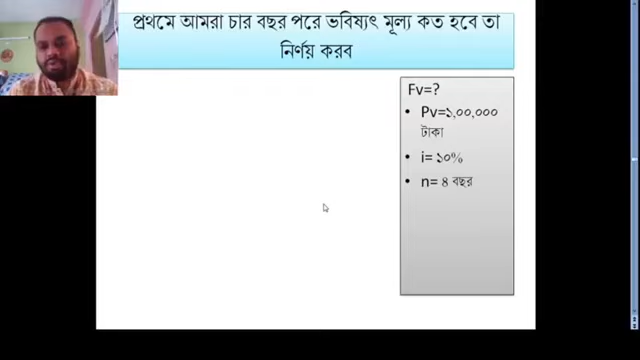 প্রথমে আমরা চার বছর পরে ভবিষ্যৎ মূল্য কত হবে তা
নির্ণয় করব
Fv=?
• Pv=১,০০,০০০
টাকা
• i= ১০%
• n= ৪ বছর